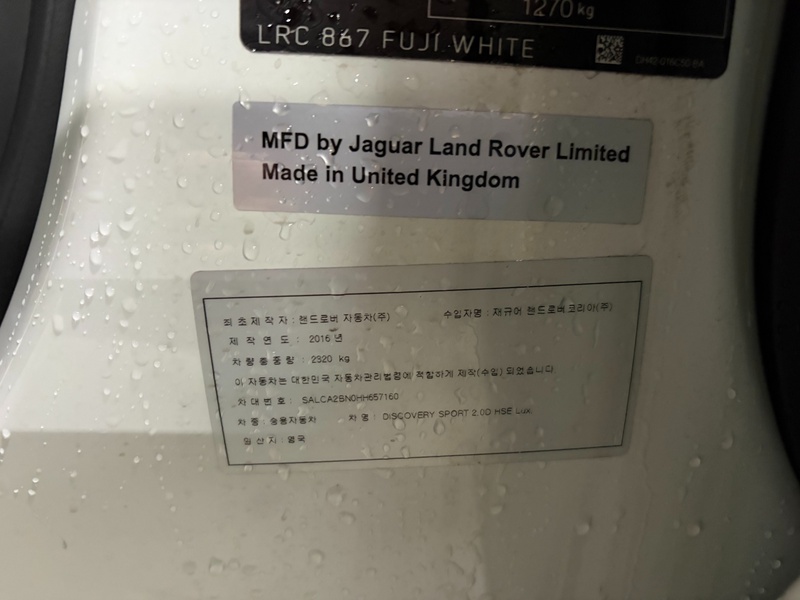 1270 kg
LRC 867 FUJI WHITE
MFD by Jaguar Land Rover Limited
Made in United Kingdom
최초제작자 : 랜드로버 자동차(주) 수입자명 : 재규어 랜드로버코리아(주)
제작연도 : 2016년
차량총중량 : 2320 kg
이 자동차는 대한민국 자동차관리법령에 적합하게 제작(수입) 되었습니다.
차대번호 : SALCA2BN0HH657160
차종 : 승용자동차 차명 : DISCOVERY SPORT 2.0D HSE Lux.
원산지 : 영국